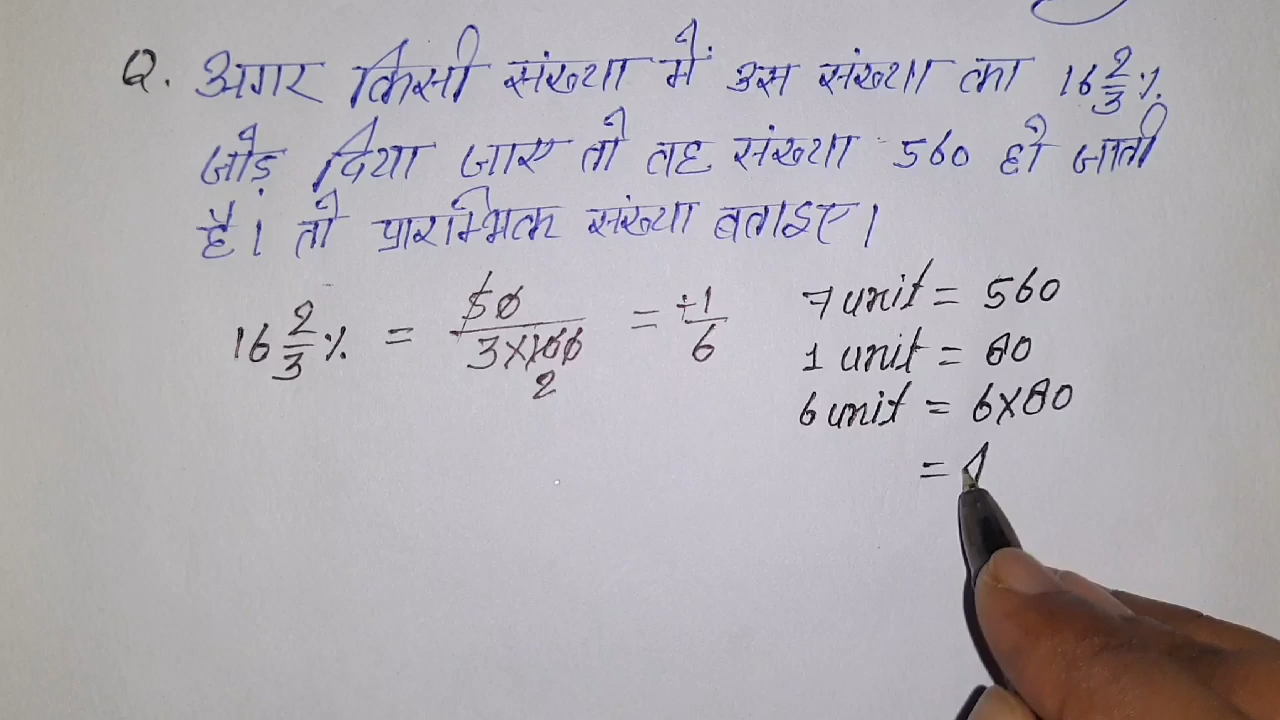 Q. अगर किसी संख्या में उस संख्या का 16 2/3 %
जोड़ दिया जाए तो वह संख्या 560 हो जाती
है। तो प्रारम्भिक संख्या बताइए।
16 2/3 % = 50 / 3×100 2 = +1/6
7 unit = 560
1 unit = 80
6 unit = 6×80
= 4